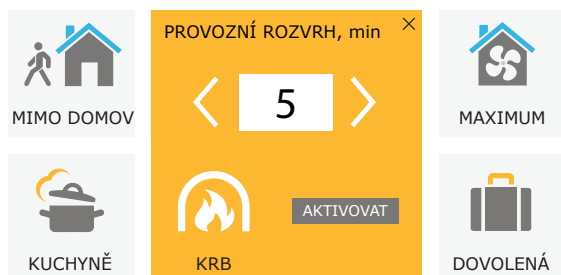 PROVOZNÍ ROZVRH, min
5
MIMO DOMOV
MAXIMUM
AKTIVOVAT
KUCHYNĚ
KRB
DOVOLENÁ